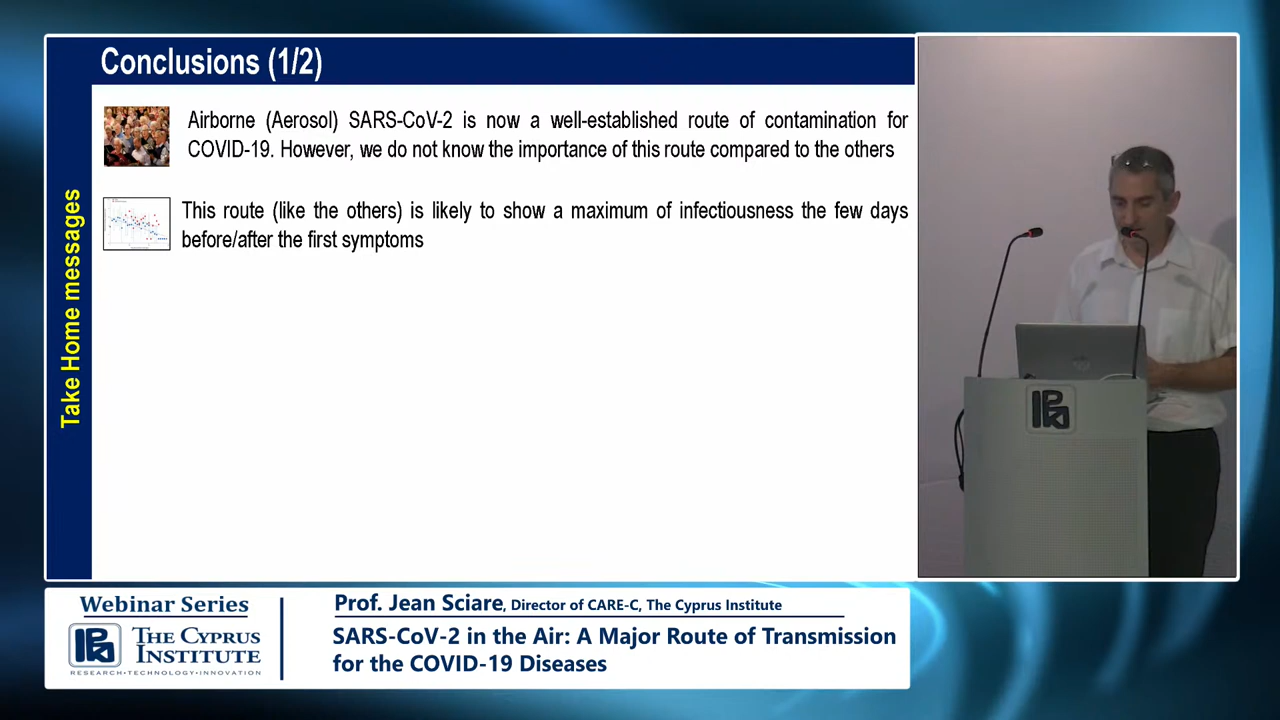 Conclusions (1/2)
Take Home messages
Airborne (Aerosol) SARS-CoV-2 is now a well-established route of contamination for
COVID-19. However, we do not know the importance of this route compared to the others
This route (like the others) is likely to show a maximum of infectiousness the few days
before/after the first symptoms
Webinar Series
THE CYPRUS
INSTITUTE
RESEARCH • TECHNOLOGY • INNOVATION
Prof. Jean Sciare, Director of CARE-C, The Cyprus Institute
SARS-CoV-2 in the Air: A Major Route of Transmission
for the COVID-19 Diseases